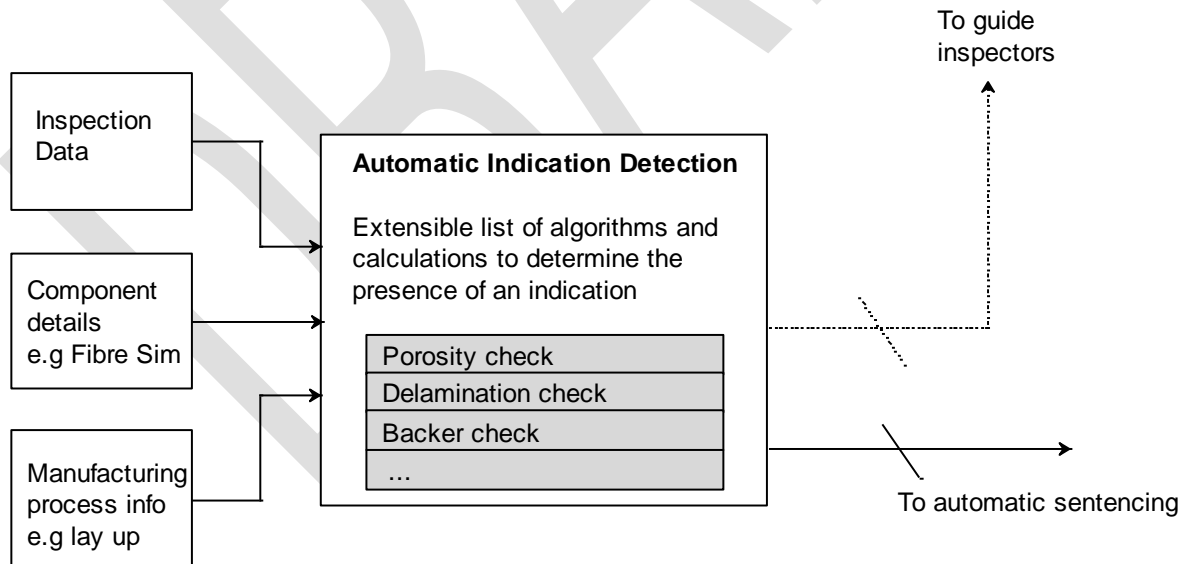 To guide
inspectors
Inspection
Data
Automatic Indication Detection
Extensible list of algorithms and
calculations to determine the
presence of an indication
Component
details
e.g Fibre Sim
Porosity check
Delamination check
Backer check
...
Manufacturing
process info
e.g lay up
To automatic sentencing